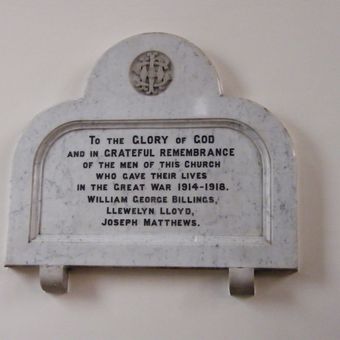 IHS
To the Glory of God
and in grateful remembrance
of the men of this Church
who gave their lives
in the Great War 1914-1918.
William George Billings,
Llewelyn Lloyd,
Joseph Matthews.